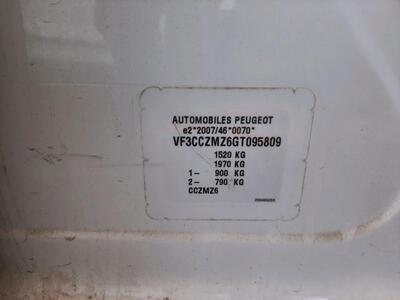 AUTOMOBILES PEUGEOT
e2*2007/46*0070*
VF3CCZMZ6GT095809
1520 KG
1970 KG
1- 900 KG
2- 790 KG
CCZMZ6